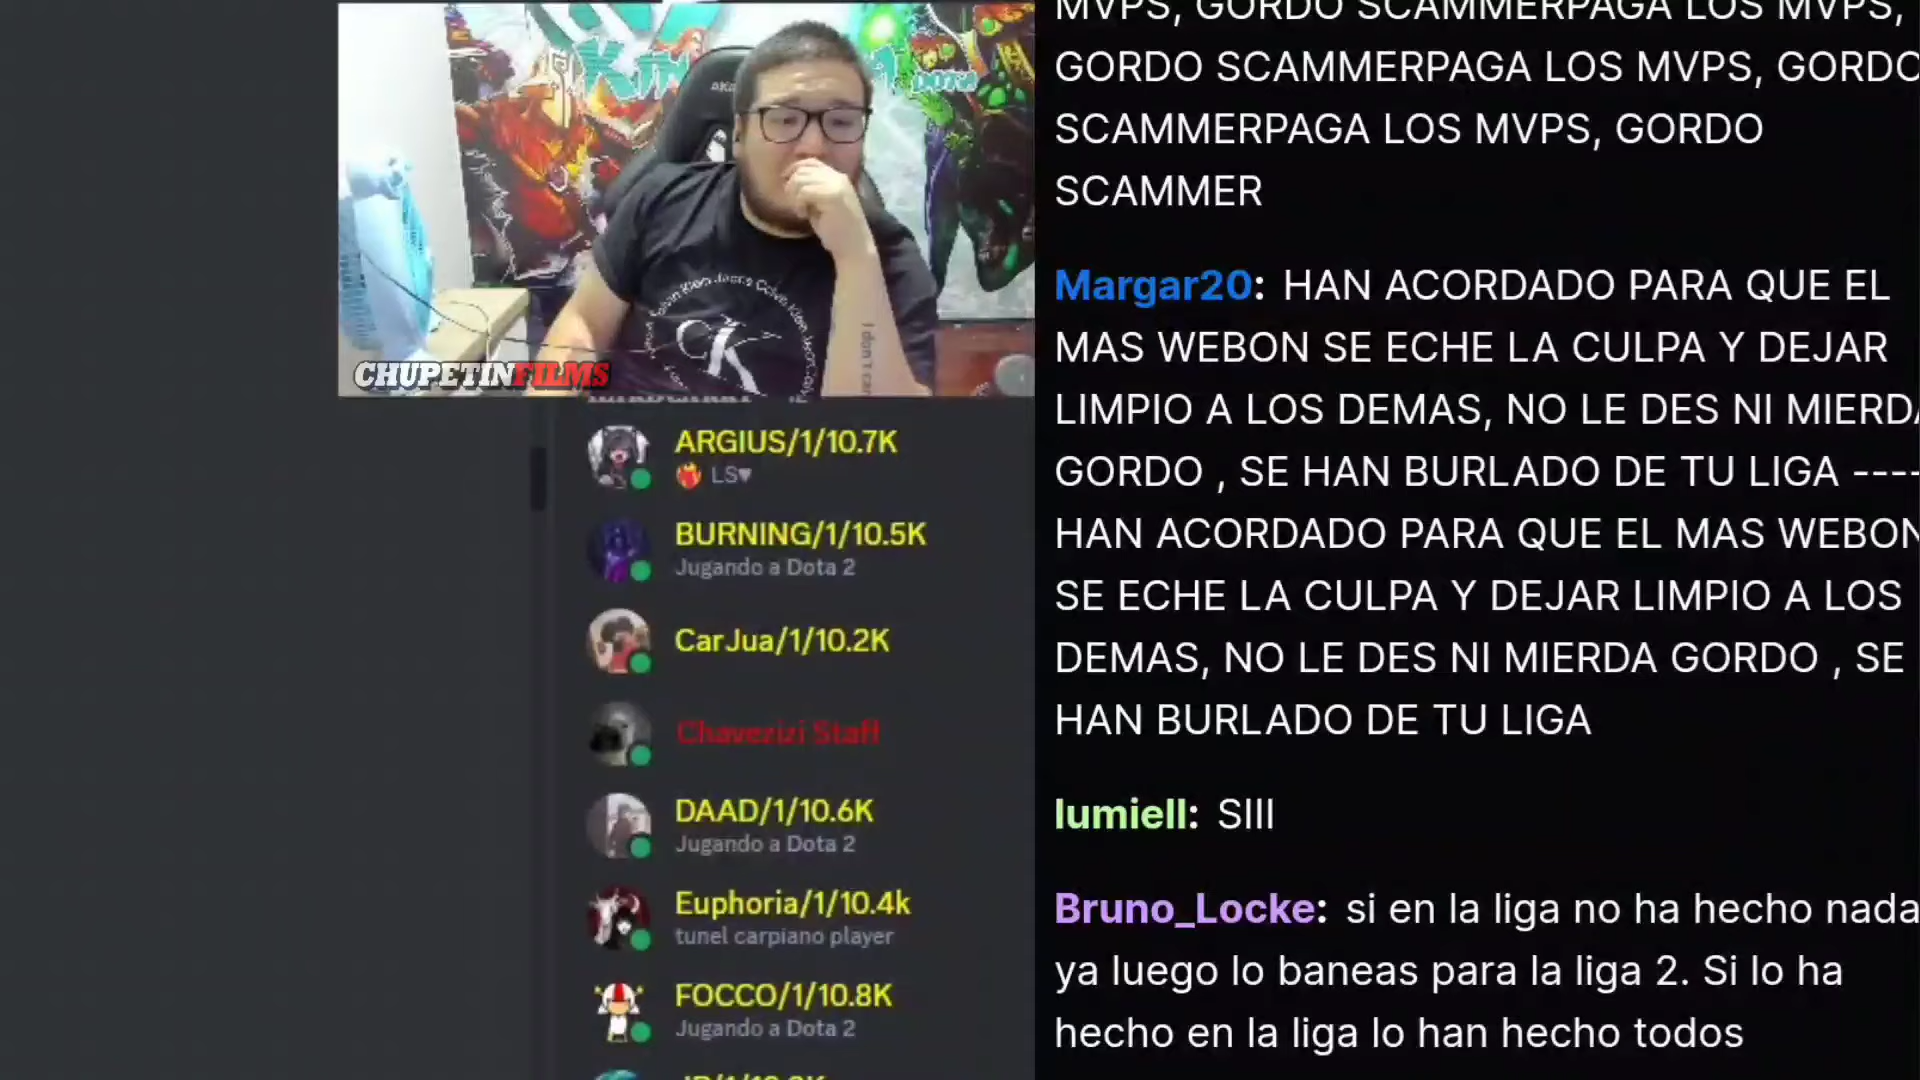 MVPS, GORDO SCAMMERPAGA LOS MVPS,
GORDO SCAMMERPAGA LOS MVPS, GORDO
SCAMMERPAGA LOS MVPS, GORDO
SCAMMER
Margar20: HAN ACORDADO PARA QUE EL
MAS WEBON SE ECHE LA CULPA Y DEJAR
LIMPIO A LOS DEMAS, NO LE DES NI MIERDA
GORDO , SE HAN BURLADO DE TU LIGA ----
HAN ACORDADO PARA QUE EL MAS WEBON
SE ECHE LA CULPA Y DEJAR LIMPIO A LOS
DEMAS, NO LE DES NI MIERDA GORDO , SE
HAN BURLADO DE TU LIGA
lumiell: SIII
Bruno_Locke: si en la liga no ha hecho nada
ya luego lo baneas para la liga 2. Si lo ha
hecho en la liga lo han hecho todos
DOTA
CK
I don't car
CHUPETINFILMS
ARGIUS/1/10.7K
LS♥
BURNING/1/10.5K
Jugando a Dota 2
CarJua/1/10.2K
Chavezizi Staff
DAAD/1/10.6K
Jugando a Dota 2
Euphoria/1/10.4k
tunel carpiano player
FOCCO/1/10.8K
Jugando a Dota 2